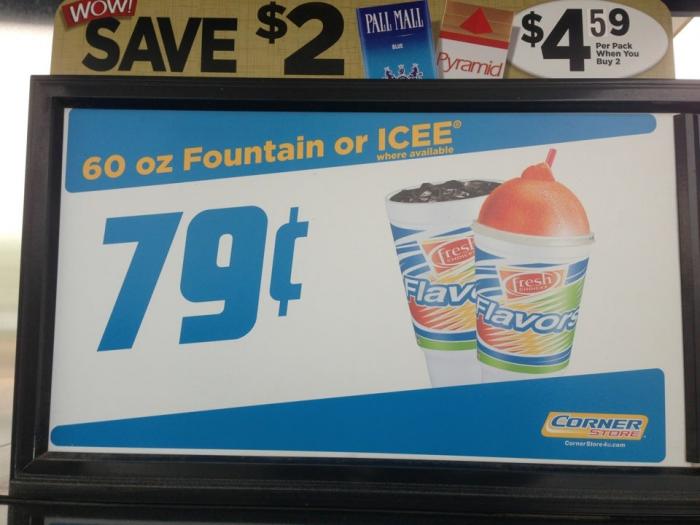 WOW!
SAVE $2
PALL MALL
BLUE
Pyramid
$4 59
Per Pack
When You
Buy 2
60 oz Fountain or ICEE®
where available
79¢
fresh
Flavo
fresh
CHOICES
Flavors
CORNER
STORE
CornerStore4u.com